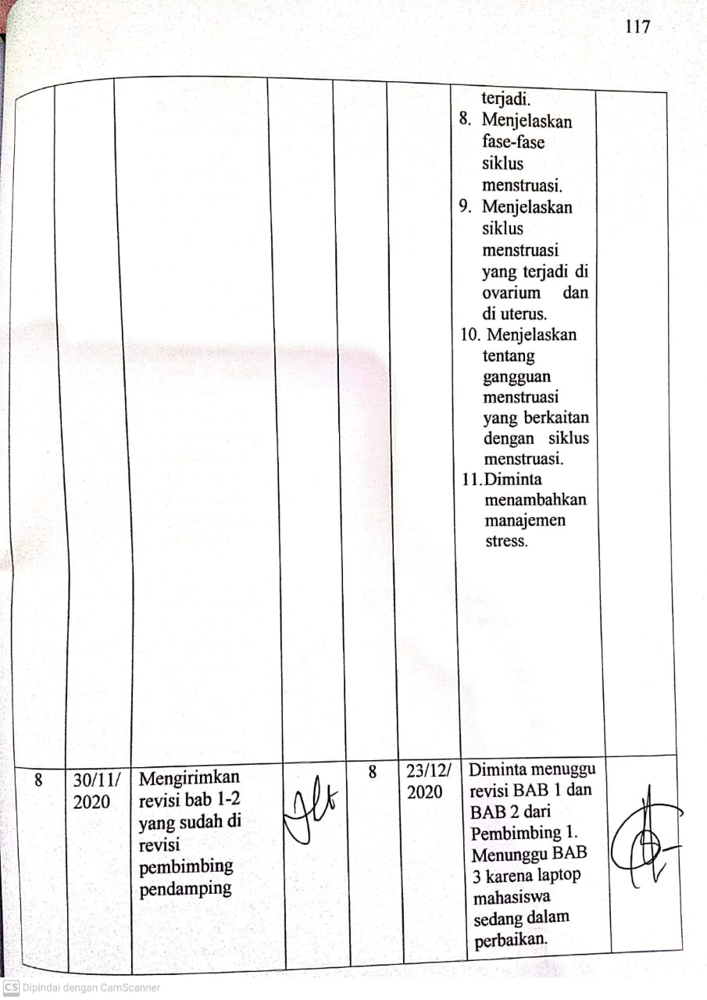 117
terjadi.
8. Menjelaskan
fase-fase
siklus
menstruasi.
9. Menjelaskan
siklus
menstruasi
yang terjadi di
ovarium dan
di uterus.
10. Menjelaskan
tentang
gangguan
menstruasi
yang berkaitan
dengan siklus
menstruasi.
11.Diminta
menambahkan
manajemen
stress.
8
30/11/
2020
Mengirimkan
revisi bab 1-2
yang sudah di
revisi
pembimbing
pendamping
8
23/12/
2020
Diminta menuggu
revisi BAB 1 dan
BAB 2 dari
Pembimbing 1.
Menunggu BAB
3 karena laptop
mahasiswa
sedang dalam
perbaikan.
CS Dipindai dengan CamScanner